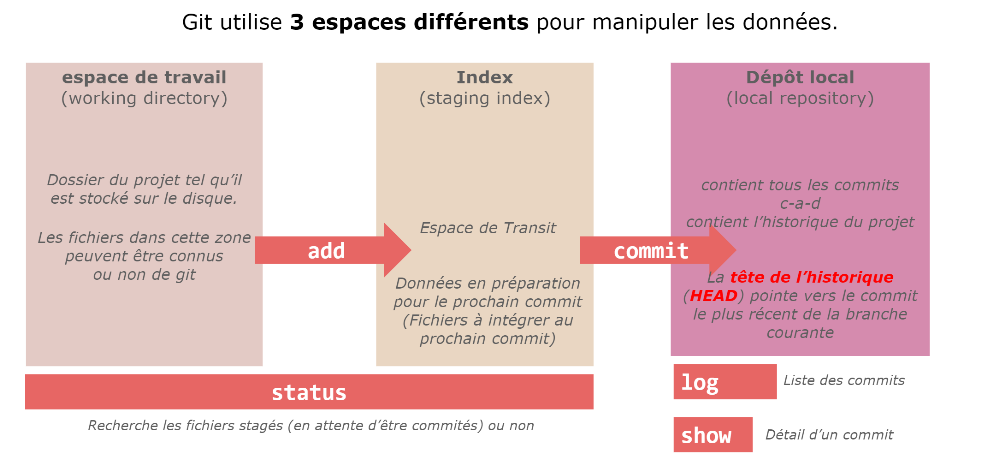 Git utilise 3 espaces différents pour manipuler les données.
espace de travail
(working directory)
Dossier du projet tel qu’il
est stocké sur le disque.
Les fichiers dans cette zone
peuvent être connus
ou non de git
add
Index
(staging index)
Espace de Transit
Données en préparation
pour le prochain commit
(Fichiers à intégrer au
prochain commit)
commit
Dépôt local
(local repository)
contient tous les commits
c-a-d
contient l’historique du projet
La tête de l’historique
(HEAD) pointe vers le commit
le plus récent de la branche
courante
status
Recherche les fichiers stagés (en attente d’être commités) ou non
log
Liste des commits
show
Détail d’un commit